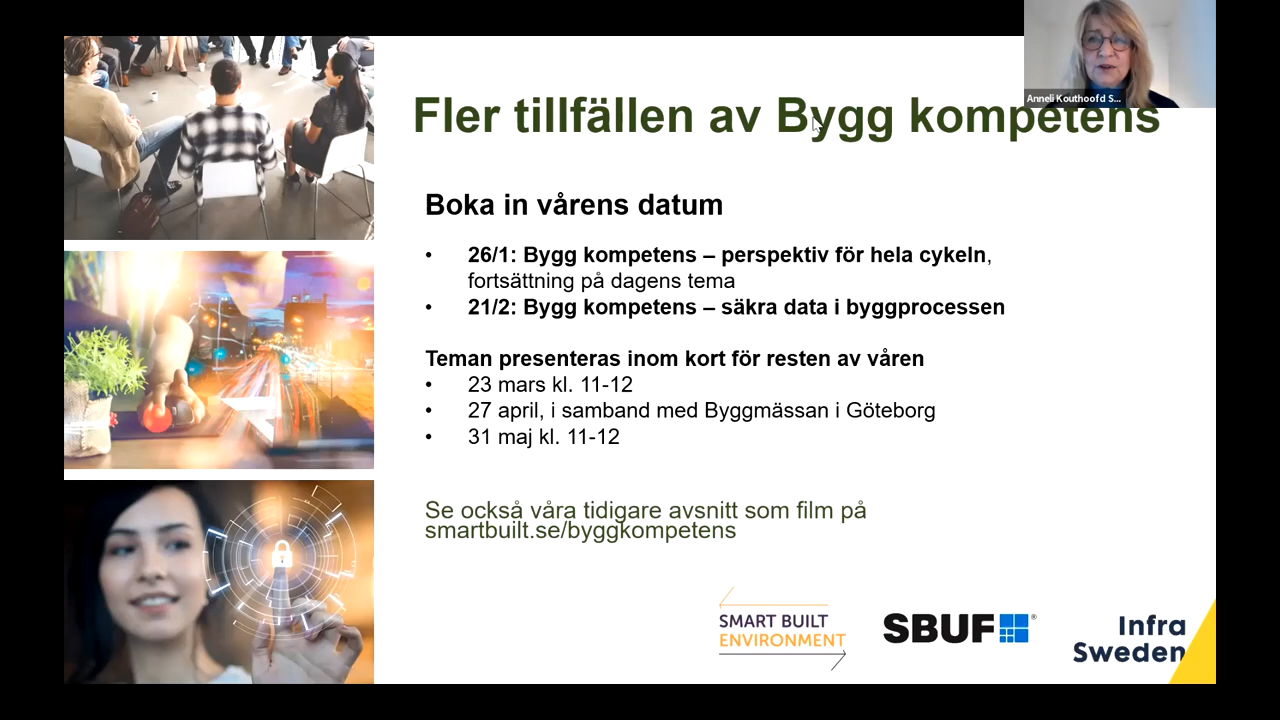 Anneli Kouthoofd S...
Fler tillfällen av Bygg kompetens
Boka in vårens datum
• 26/1: Bygg kompetens – perspektiv för hela cykeln,
fortsättning på dagens tema
• 21/2: Bygg kompetens – säkra data i byggprocessen
Teman presenteras inom kort för resten av våren
• 23 mars kl. 11-12
• 27 april, i samband med Byggmässan i Göteborg
• 31 maj kl. 11-12
Se också våra tidigare avsnitt som film på
smartbuilt.se/byggkompetens
SMART BUILT
ENVIRONMENT
SBUF®
Infra
Sweden